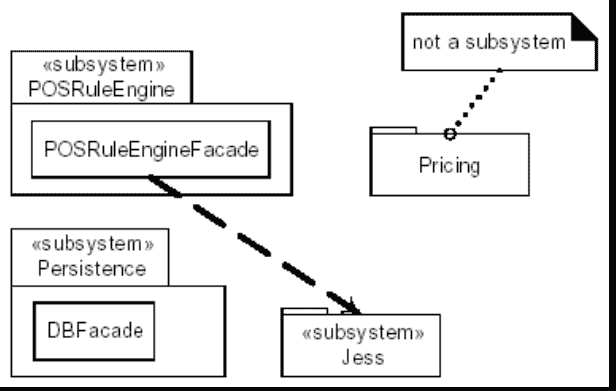 not a subsystem
«subsystem»
POSRuleEngine
POSRuleEngineFacade
Pricing
«subsystem»
Persistence
DBFacade
«subsystem»
Jess